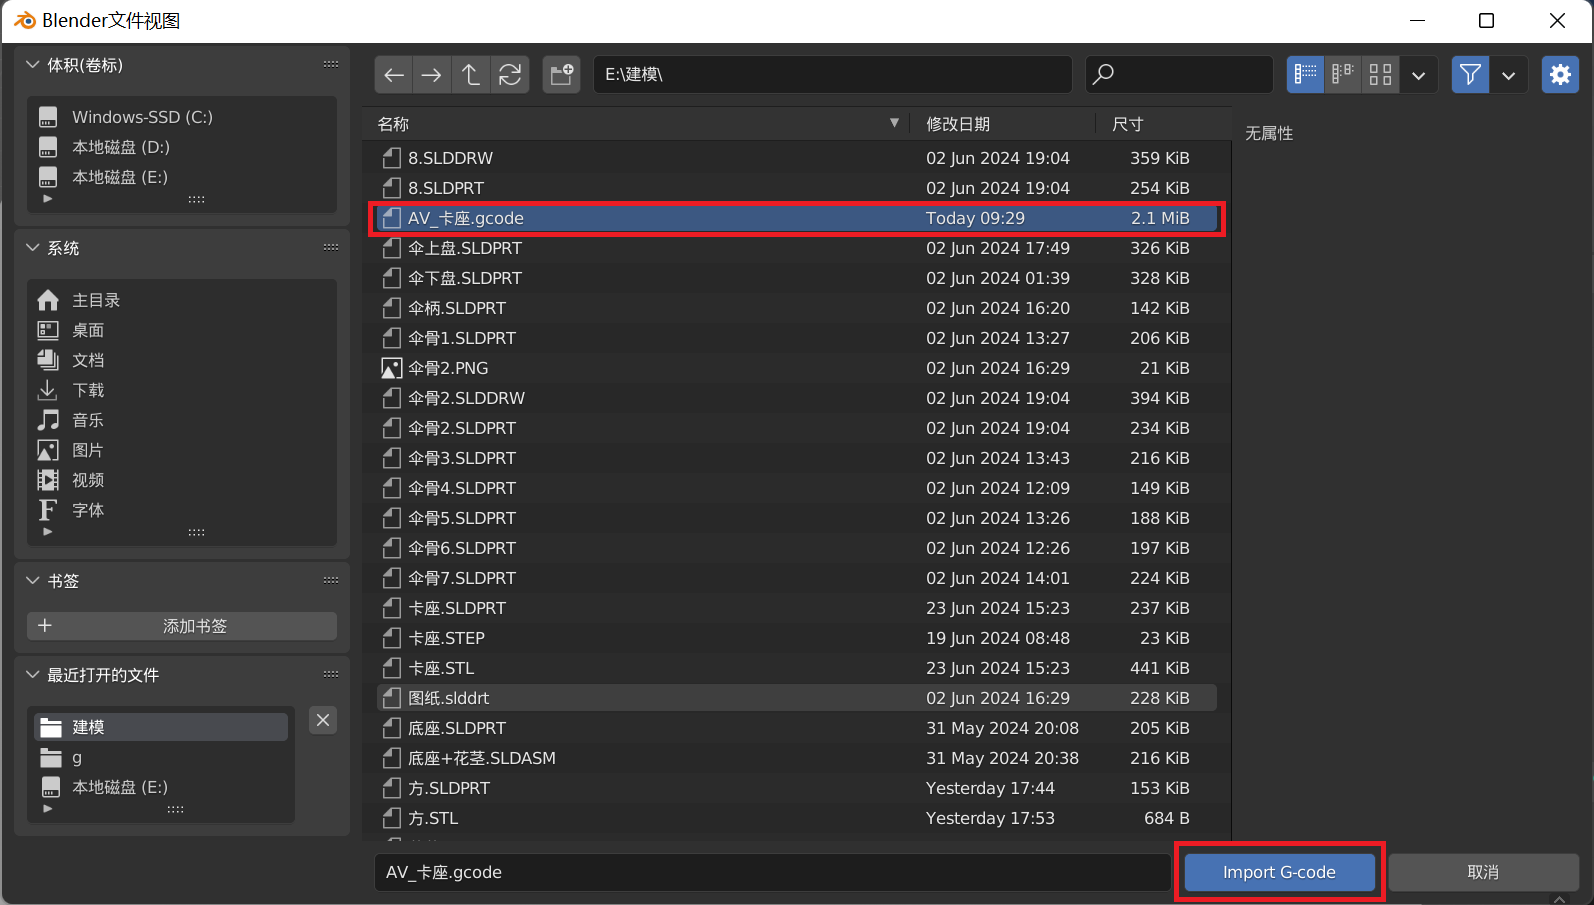 Blender文件视图
体积(卷标)
Windows-SSD (C:)
本地磁盘 (D:)
本地磁盘 (E:)
系统
主目录
桌面
文档
下载
音乐
图片
视频
字体
书签
添加书签
最近打开的文件
建模
g
本地磁盘 (E:)
E:\建模\
名称 修改日期 尺寸
8.SLDDRW 02 Jun 2024 19:04 359 KiB
8.SLDPRT 02 Jun 2024 19:04 254 KiB
AV_卡座.gcode Today 09:29 2.1 MiB
伞上盘.SLDPRT 02 Jun 2024 17:49 326 KiB
伞下盘.SLDPRT 02 Jun 2024 01:39 328 KiB
伞柄.SLDPRT 02 Jun 2024 16:20 142 KiB
伞骨1.SLDPRT 02 Jun 2024 13:27 206 KiB
伞骨2.PNG 02 Jun 2024 16:29 21 KiB
伞骨2.SLDDRW 02 Jun 2024 19:04 394 KiB
伞骨2.SLDPRT 02 Jun 2024 19:04 234 KiB
伞骨3.SLDPRT 02 Jun 2024 13:43 216 KiB
伞骨4.SLDPRT 02 Jun 2024 12:09 149 KiB
伞骨5.SLDPRT 02 Jun 2024 13:26 188 KiB
伞骨6.SLDPRT 02 Jun 2024 12:26 197 KiB
伞骨7.SLDPRT 02 Jun 2024 14:01 224 KiB
卡座.SLDPRT 23 Jun 2024 15:23 237 KiB
卡座.STEP 19 Jun 2024 08:48 23 KiB
卡座.STL 23 Jun 2024 15:23 441 KiB
图纸.slddrt 02 Jun 2024 16:29 228 KiB
底座.SLDPRT 31 May 2024 20:08 205 KiB
底座+花茎.SLDASM 31 May 2024 20:38 216 KiB
方.SLDPRT Yesterday 17:44 153 KiB
方.STL Yesterday 17:53 684 B
无属性
AV_卡座.gcode
Import G-code
取消